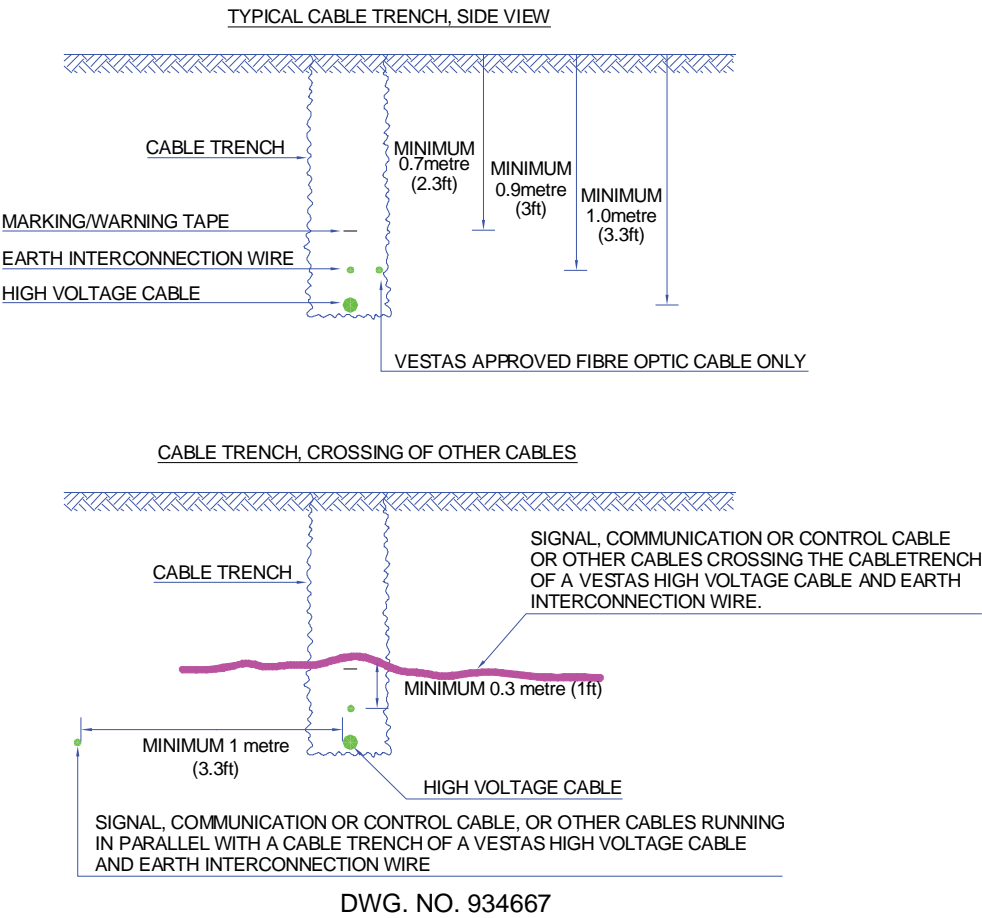 TYPICAL CABLE TRENCH, SIDE VIEW
CABLE TRENCH
MINIMUM
0.7metre
(2.3ft)
MINIMUM
0.9metre
(3ft)
MINIMUM
1.0metre
(3.3ft)
MARKING/WARNING TAPE
EARTH INTERCONNECTION WIRE
HIGH VOLTAGE CABLE
VESTAS APPROVED FIBRE OPTIC CABLE ONLY
CABLE TRENCH, CROSSING OF OTHER CABLES
SIGNAL, COMMUNICATION OR CONTROL CABLE
OR OTHER CABLES CROSSING THE CABLETRENCH
OF A VESTAS HIGH VOLTAGE CABLE AND EARTH
INTERCONNECTION WIRE.
CABLE TRENCH
MINIMUM 0.3 metre (1ft)
MINIMUM 1 metre
(3.3ft)
HIGH VOLTAGE CABLE
SIGNAL, COMMUNICATION OR CONTROL CABLE, OR OTHER CABLES RUNNING
IN PARALLEL WITH A CABLE TRENCH OF A VESTAS HIGH VOLTAGE CABLE
AND EARTH INTERCONNECTION WIRE
DWG. NO. 934667